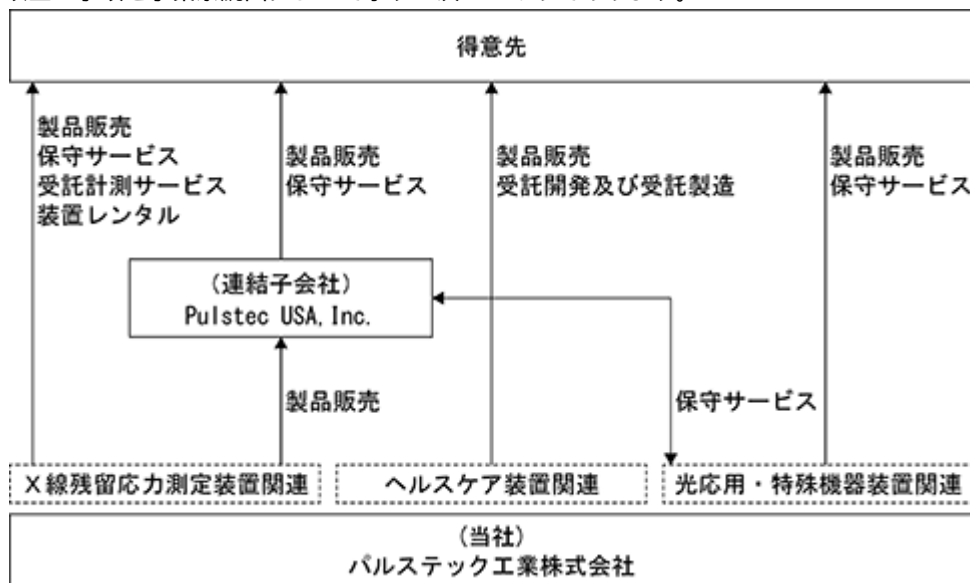 得意先
製品販売
保守サービス
受託計測サービス
装置レンタル
製品販売
保守サービス
製品販売
受託開発及び受託製造
製品販売
保守サービス
(連結子会社)
Pulstec USA, Inc.
製品販売
保守サービス
X線残留応力測定装置関連
ヘルスケア装置関連
光応用・特殊機器装置関連
(当社)
パルステック工業株式会社